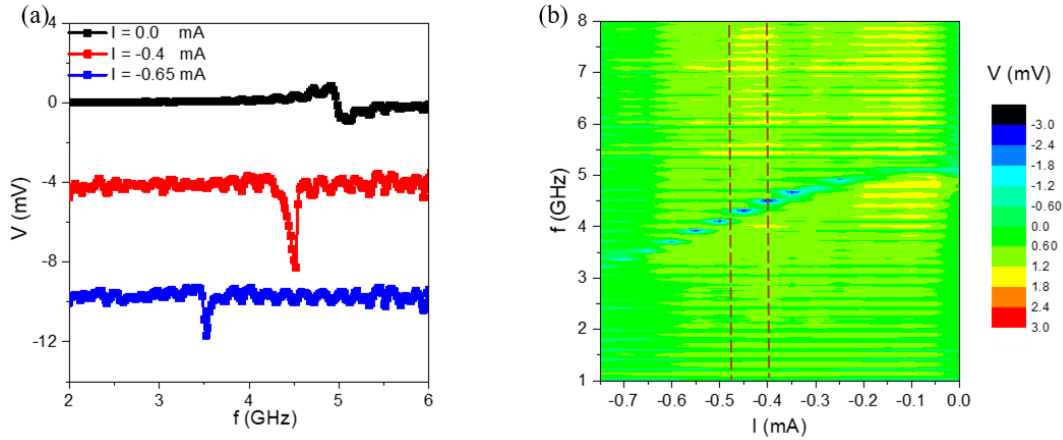 (a)
I = 0.0 mA
I = -0.4 mA
I = -0.65 mA
V (mV)
4
0
-4
-8
-12
2 3 4 5 6
f (GHz)
(b)
f (GHz)
8
7
6
5
4
3
2
1
-0.7 -0.6 -0.5 -0.4 -0.3 -0.2 -0.1 0.0
I (mA)
V (mV)
-3.0
-2.4
-1.8
-1.2
-0.60
0.0
0.60
1.2
1.8
2.4
3.0